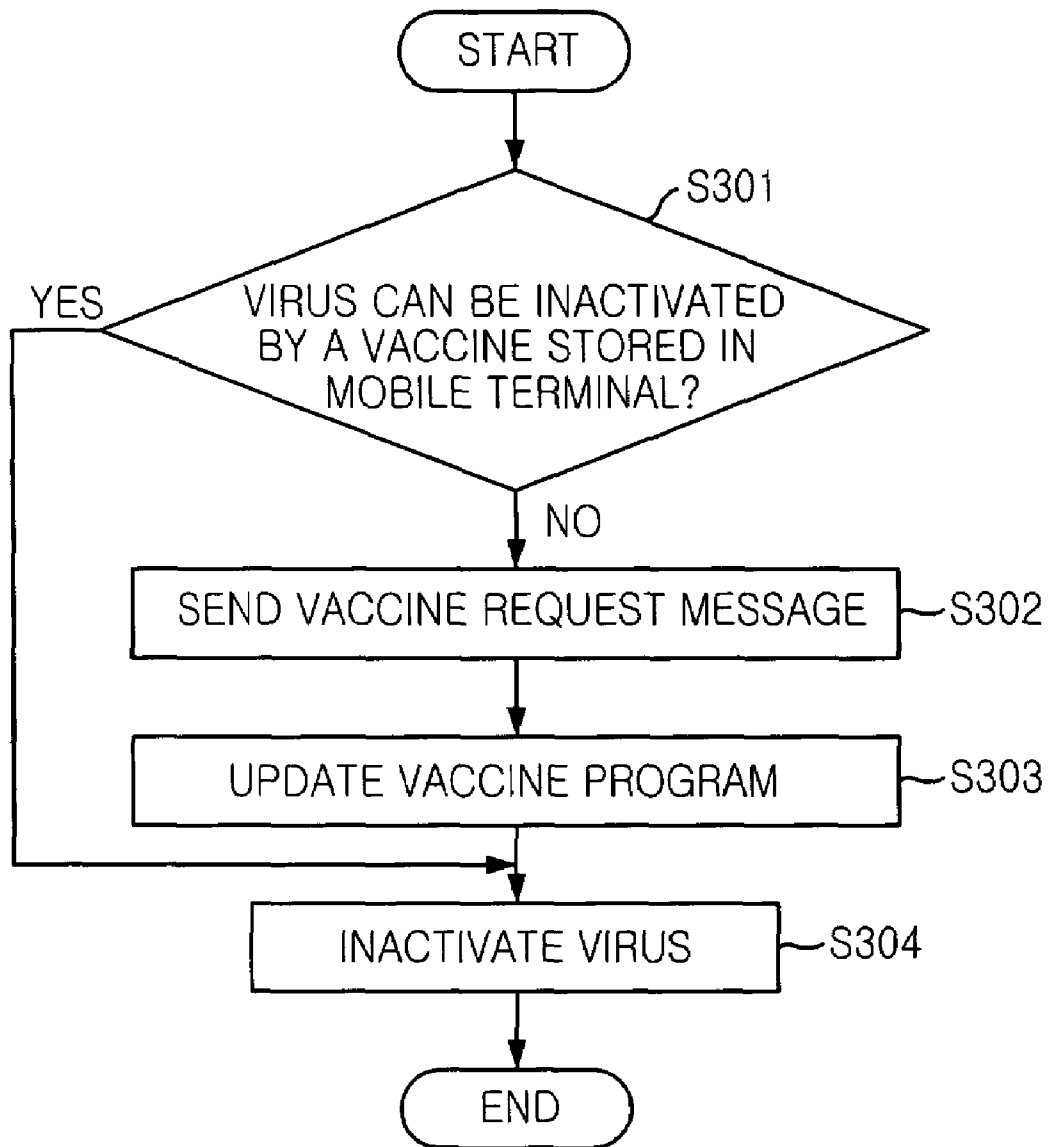 START
S301
YES
VIRUS CAN BE INACTIVATED
BY A VACCINE STORED IN
MOBILE TERMINAL?
NO
SEND VACCINE REQUEST MESSAGE
S302
UPDATE VACCINE PROGRAM
S303
INACTIVATE VIRUS
S304
END